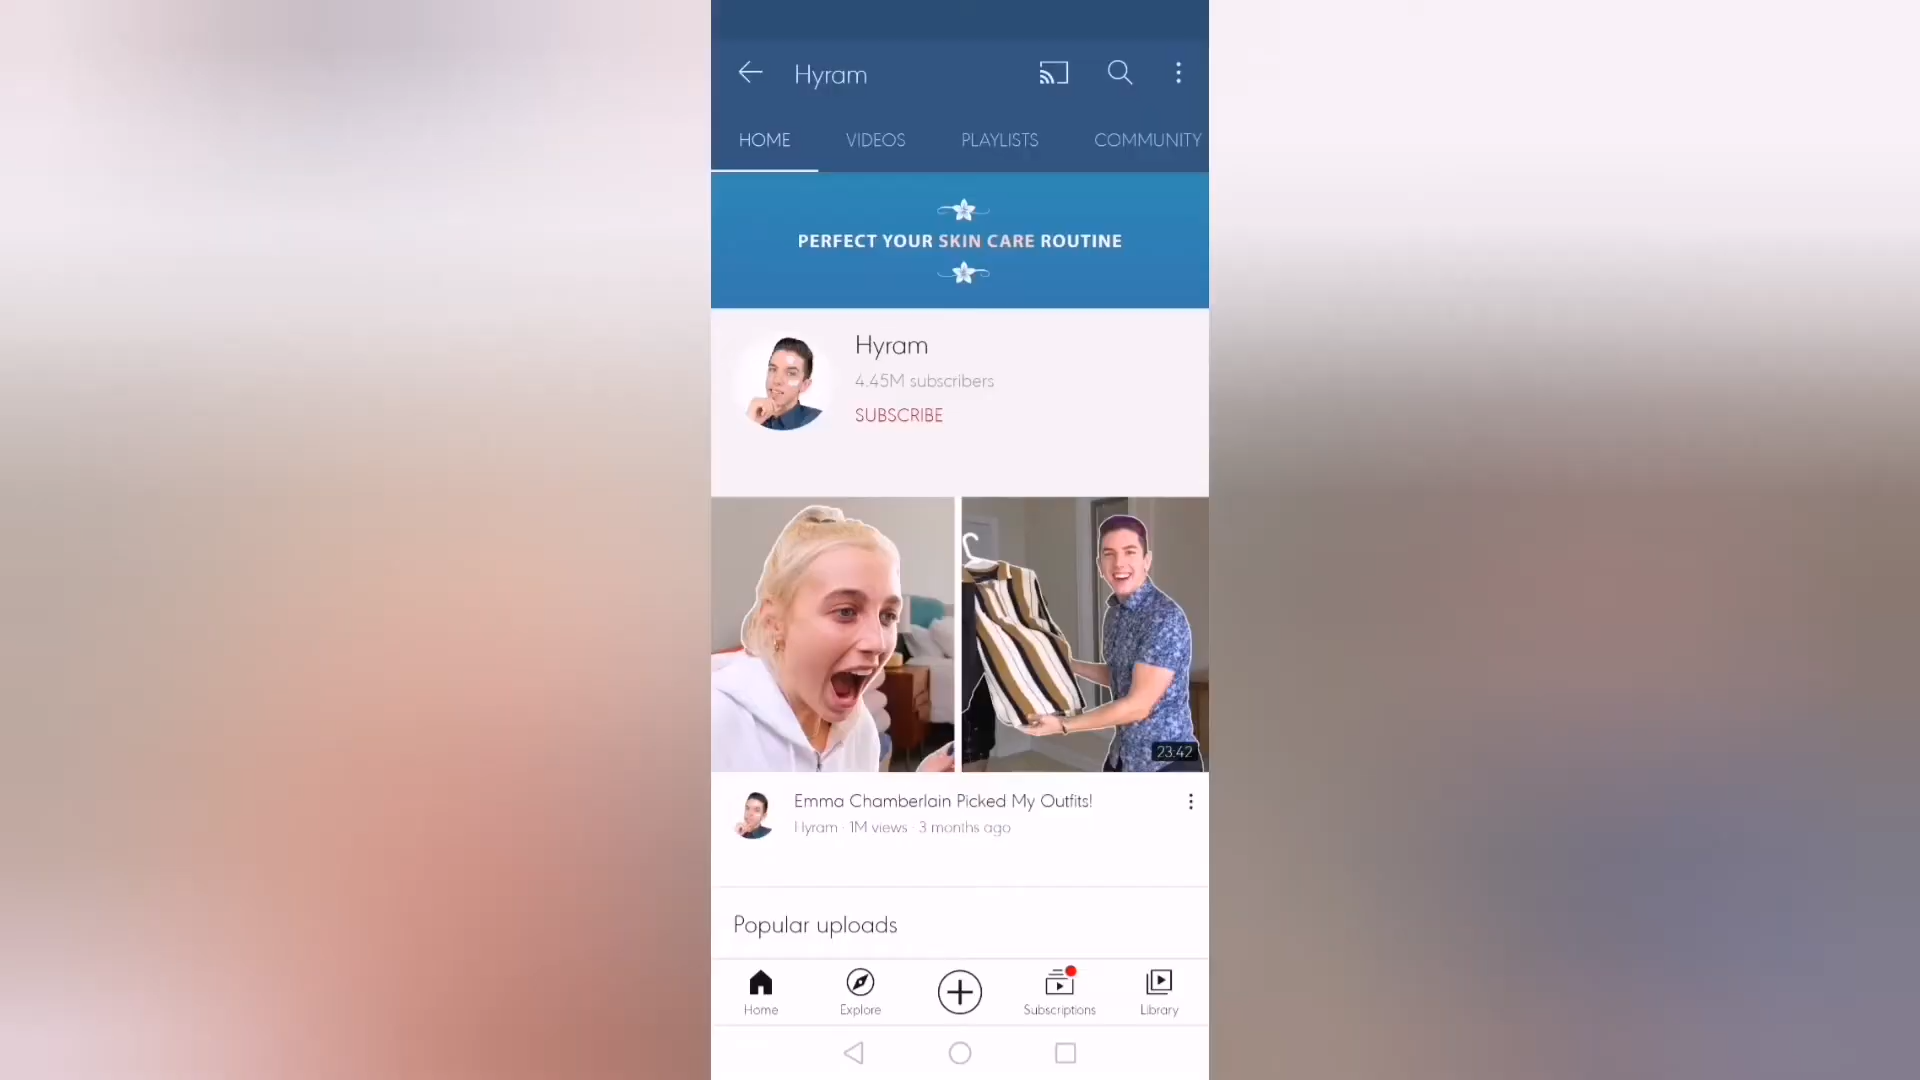 Hyram
HOME VIDEOS PLAYLISTS COMMUNITY
PERFECT YOUR SKIN CARE ROUTINE
Hyram
4.45M subscribers
SUBSCRIBE
23:42
Emma Chamberlain Picked My Outfits!
Hyram · 1M views · 3 months ago
Popular uploads
Home Explore Subscriptions Library